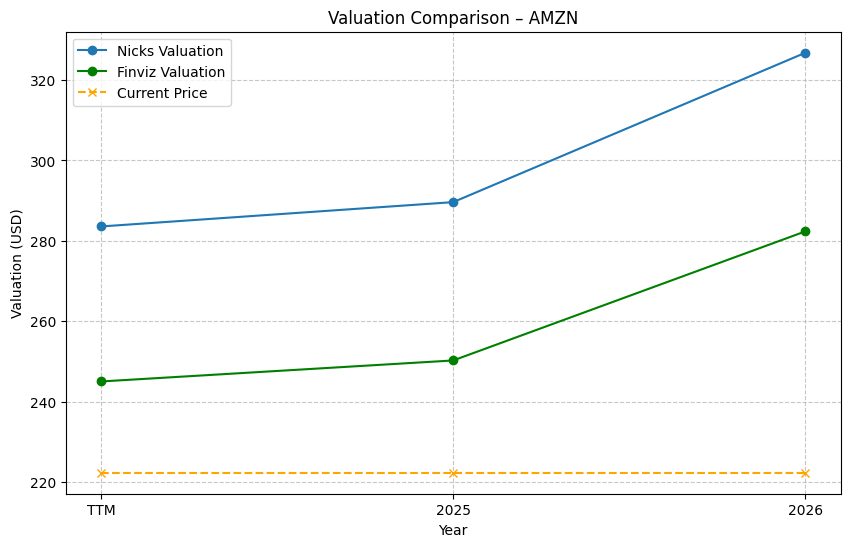 Valuation Comparison – AMZN
Nicks Valuation
Finviz Valuation
Current Price
Valuation (USD)
320
300
280
260
240
220
TTM
2025
2026
Year